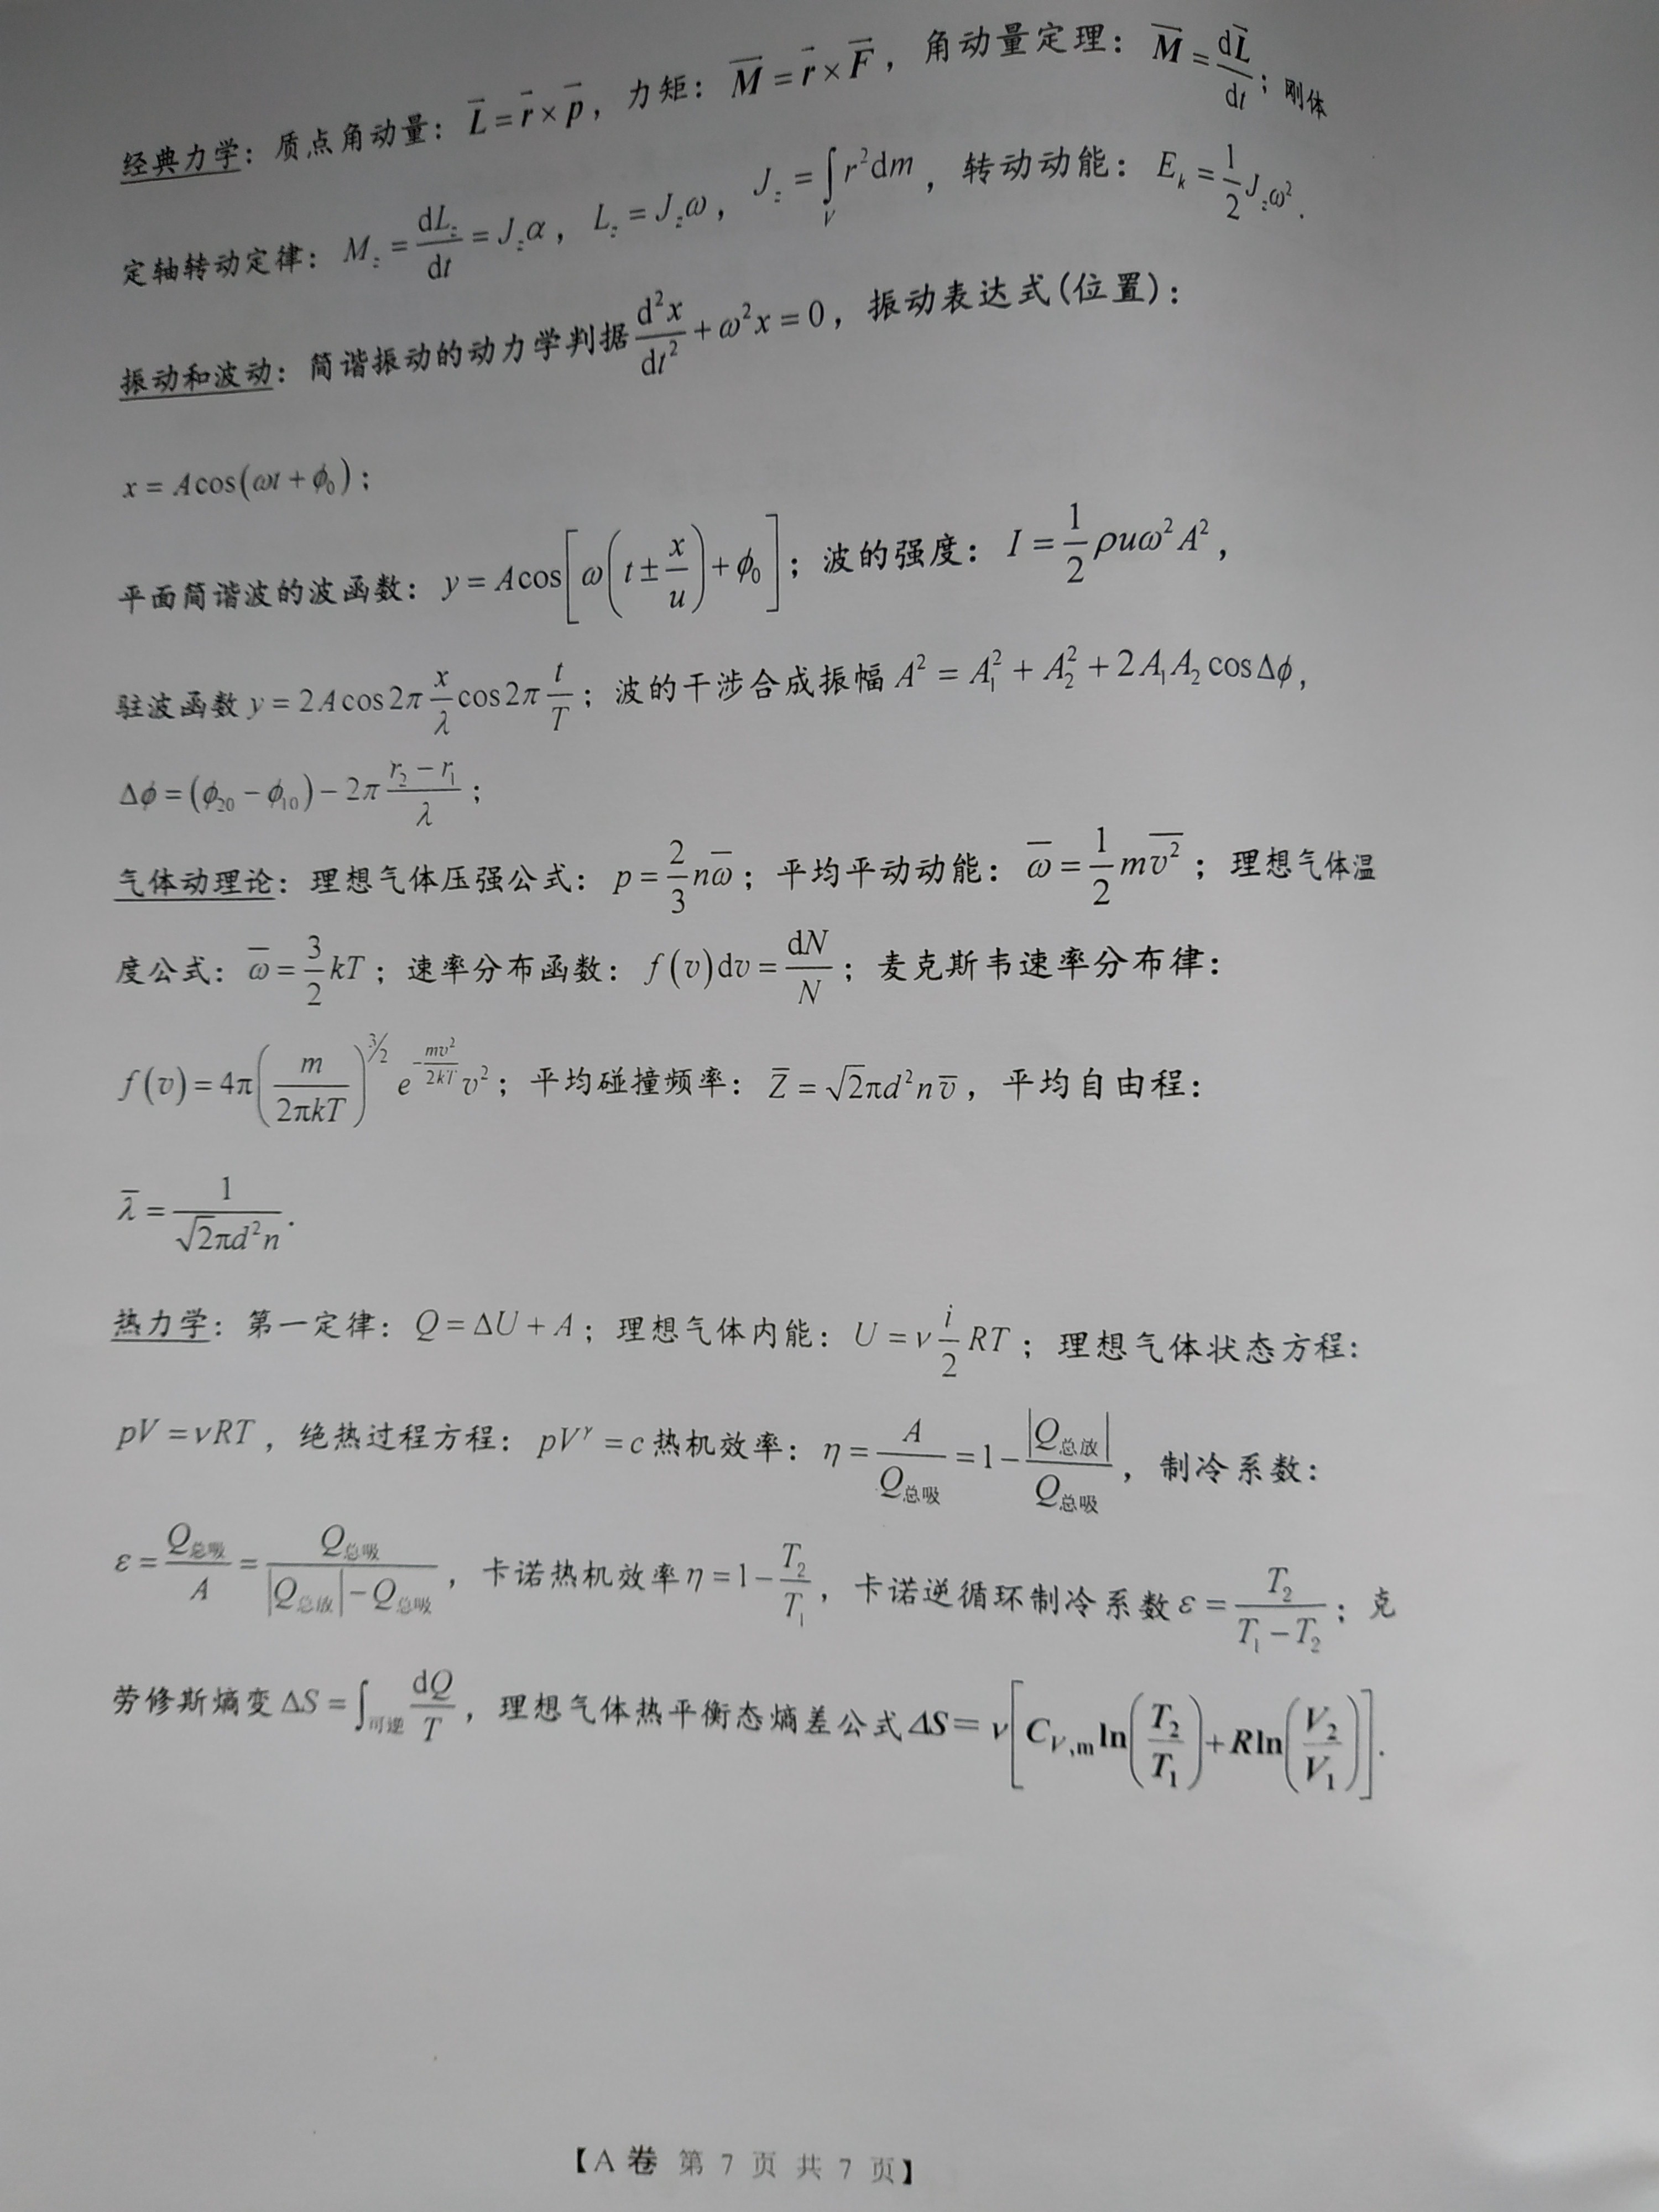 经典力学：质点角动量：$\vec{L}=\vec{r}\times\vec{p}$，力矩：$\vec{M}=\vec{r}\times\vec{F}$，角动量定理：$\vec{M}=\frac{d\vec{L}}{dt}$；刚体
定轴转动定律：$M_z=\frac{dL_z}{dt}=J_z\alpha$，$L_z=J_z\omega$，$J_z=\int_V r^2dm$，转动动能：$E_k=\frac{1}{2}J_z\omega^2$.
振动和波动：简谐振动的动力学判据$\frac{d^2x}{dt^2}+\omega^2x=0$，振动表达式(位置)：
$x=A\cos(\omega t+\phi_0)$；
平面简谐波的波函数：$y=A\cos\left[\omega\left(t\pm\frac{x}{u}\right)+\phi_0\right]$；波的强度：$I=\frac{1}{2}\rho u\omega^2A^2$，
驻波函数$y=2A\cos2\pi\frac{x}{\lambda}\cos2\pi\frac{t}{T}$；波的干涉合成振幅$A^2=A_1^2+A_2^2+2A_1A_2\cos\Delta\phi$，
$\Delta\phi=(\phi_{20}-\phi_{10})-2\pi\frac{r_2-r_1}{\lambda}$；
气体动理论：理想气体压强公式：$p=\frac{2}{3}n\overline{\omega}$；平均平动动能：$\overline{\omega}=\frac{1}{2}m\overline{v^2}$；理想气体温
度公式：$\overline{\omega}=\frac{3}{2}kT$；速率分布函数：$f(v)dv=\frac{dN}{N}$；麦克斯韦速率分布律：
$f(v)=4\pi\left(\frac{m}{2\pi kT}\right)^{3/2}e^{-\frac{mv^2}{2kT}}v^2$；平均碰撞频率：$\overline{Z}=\sqrt{2}\pi d^2n\overline{v}$，平均自由程：
$\overline{\lambda}=\frac{1}{\sqrt{2}\pi d^2n}$.
热力学：第一定律：$Q=\Delta U+A$；理想气体内能：$U=\nu\frac{i}{2}RT$；理想气体状态方程：
$pV=\nu RT$，绝热过程方程：$pV^\gamma=c$热机效率：$\eta=\frac{A}{Q_{总吸}}=1-\frac{|Q_{总放}|}{Q_{总吸}}$，制冷系数：
$\varepsilon=\frac{Q_{总吸}}{A}=\frac{Q_{总吸}}{|Q_{总放}|-Q_{总吸}}$，卡诺热机效率$\eta=1-\frac{T_2}{T_1}$，卡诺逆循环制冷系数$\varepsilon=\frac{T_2}{T_1-T_2}$；克
劳修斯熵变$\Delta S=\int_{可逆}\frac{dQ}{T}$，理想气体热平衡态熵差公式$\Delta S=\nu\left[C_{V,m}\ln\left(\frac{T_2}{T_1}\right)+R\ln\left(\frac{V_2}{V_1}\right)\right]$.
【A 卷 第 7 页 共 7 页】